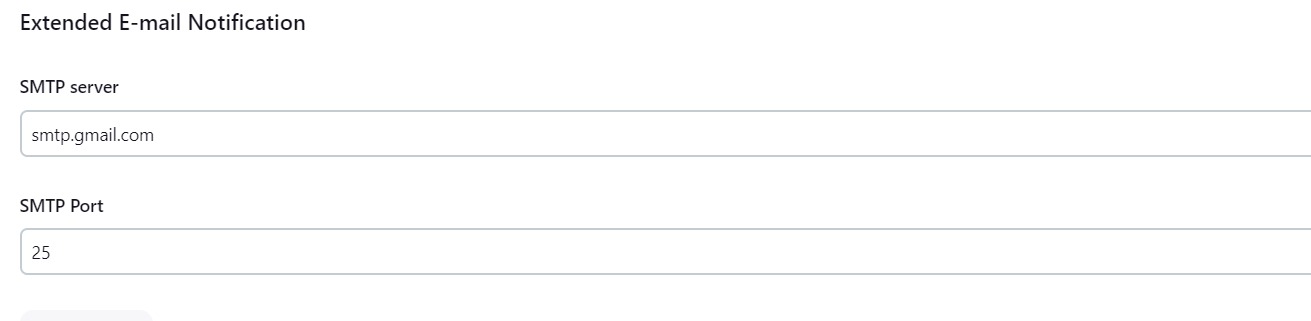 Extended E-mail Notification
SMTP server
smtp.gmail.com
SMTP Port
25